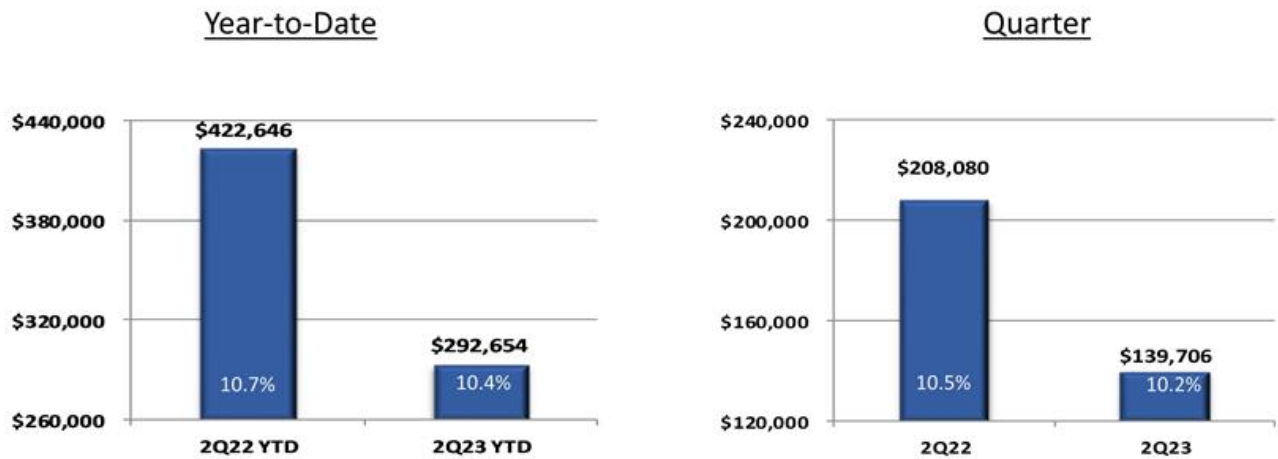 Year-to-Date
$440,000
$422,646
$380,000
$320,000
$292,654
10.7%
10.4%
$260,000
2Q22 YTD
2Q23 YTD
Quarter
$240,000
$208,080
$200,000
$160,000
$139,706
10.5%
10.2%
$120,000
2Q22
2Q23